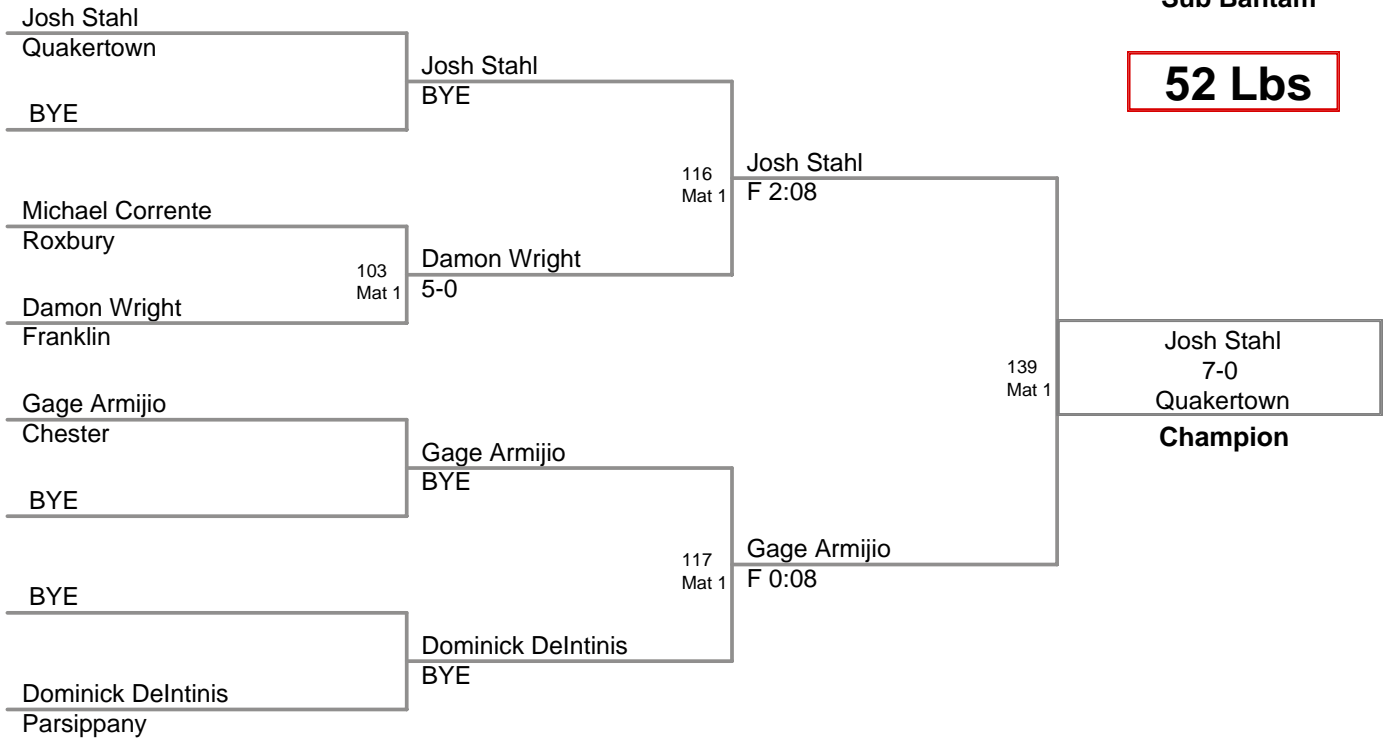 Sub Bantam
52 Lbs
Josh Stahl
Quakertown
BYE
Josh Stahl
BYE
Michael Corrente
Roxbury
Damon Wright
Franklin
103
Mat 1
Damon Wright
5-0
116
Mat 1
Josh Stahl
F 2:08
Gage Armijio
Chester
BYE
Gage Armijio
BYE
BYE
Dominick DeIntinis
Parsippany
Dominick DeIntinis
BYE
117
Mat 1
Gage Armijio
F 0:08
139
Mat 1
Josh Stahl
7-0
Quakertown
Champion